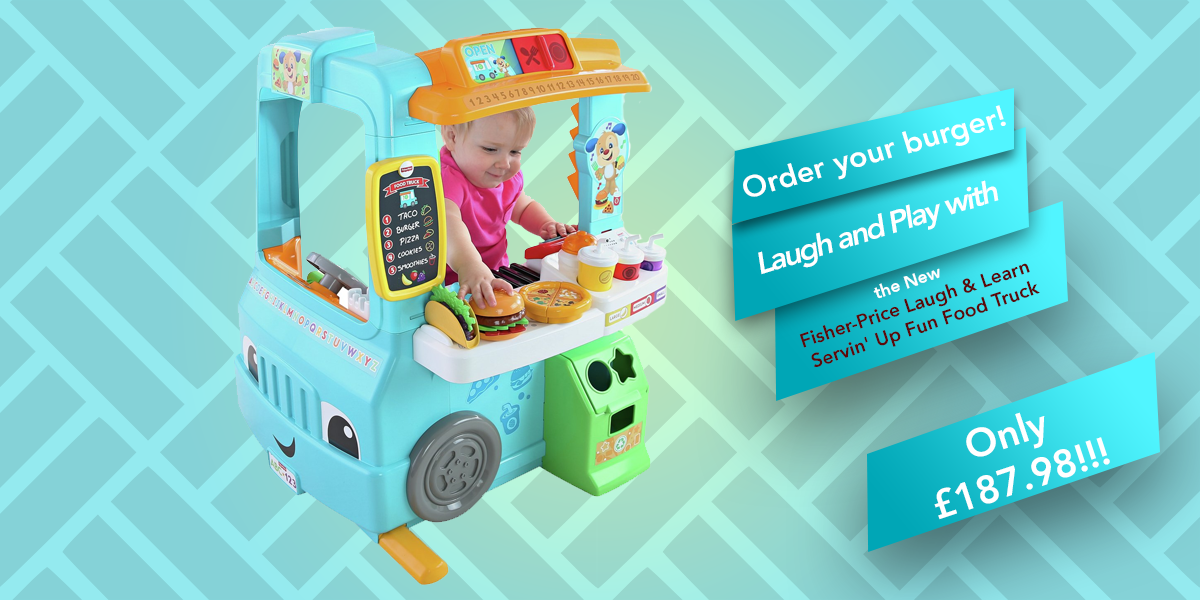 OPEN
1 2 3 4 5 6 7 8 9 10 11 12 13 14 15 16 17 18 19 20
FOOD TRUCK
1 TACO
2 BURGER
3 PIZZA
4 COOKIES
5 SMOOTHIES
ABC 123
Order your burger!
Laugh and Play with
the New
Fisher-Price Laugh & Learn
Servin' Up Fun Food Truck
Only
£187.98!!!